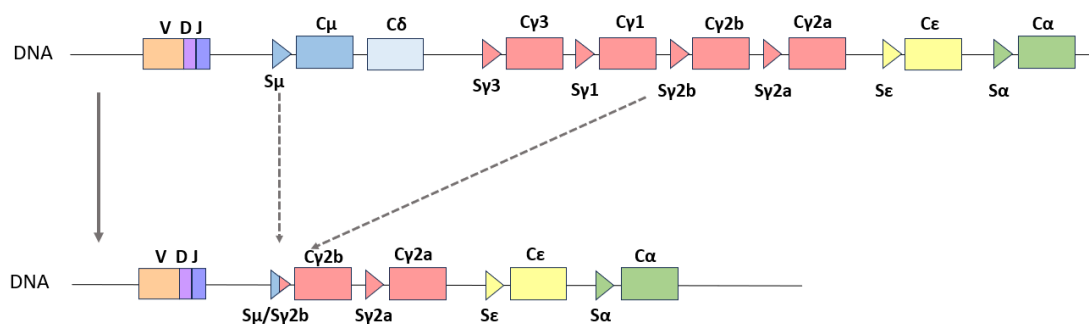 Cμ Cδ Cγ3 Cγ1 Cγ2b Cγ2a Cε Cα
V D J
DNA
Sμ Sγ3 Sγ1 Sγ2b Sγ2a Sε Sα
V D J Cγ2b Cγ2a Cε Cα
DNA
Sμ/Sγ2b Sγ2a Sε Sα